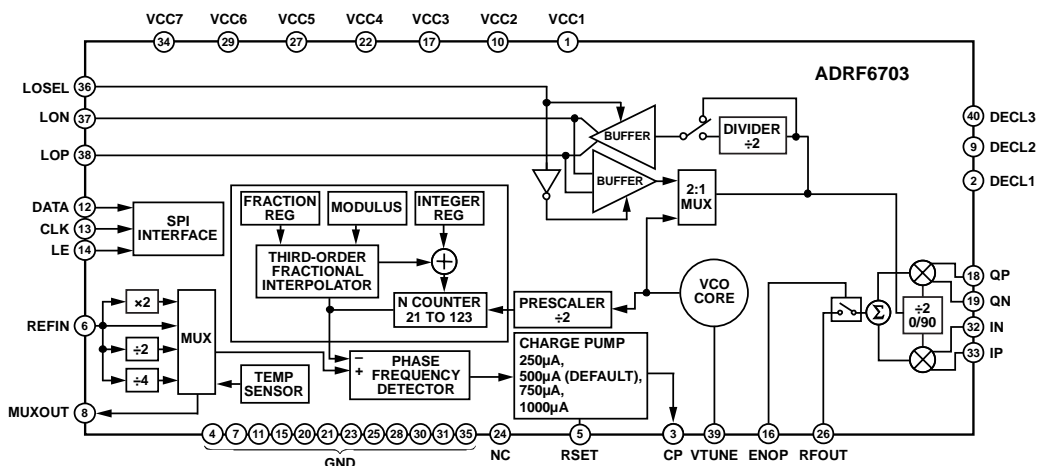 VCC7 VCC6 VCC5 VCC4 VCC3 VCC2 VCC1
34 29 27 22 17 10 1
ADRF6703
LOSEL 36
LON 37
LOP 38
BUFFER
DIVIDER
÷2
BUFFER
2:1
MUX
40 DECL3
9 DECL2
2 DECL1
DATA 12
CLK 13
LE 14
SPI
INTERFACE
FRACTION
REG
MODULUS
INTEGER
REG
THIRD-ORDER
FRACTIONAL
INTERPOLATOR
+
N COUNTER
21 TO 123
PRESCALER
÷2
VCO
CORE
Σ
÷2
0/90
18 QP
19 QN
32 IN
33 IP
REFIN 6
×2
÷2
÷4
MUX
TEMP
SENSOR
MUXOUT 8
−
+
PHASE
FREQUENCY
DETECTOR
CHARGE PUMP
250µA,
500µA (DEFAULT),
750µA,
1000µA
4 7 11 15 20 21 23 25 28 30 31 35 24 5 3 39 16 26
GND NC RSET CP VTUNE ENOP RFOUT